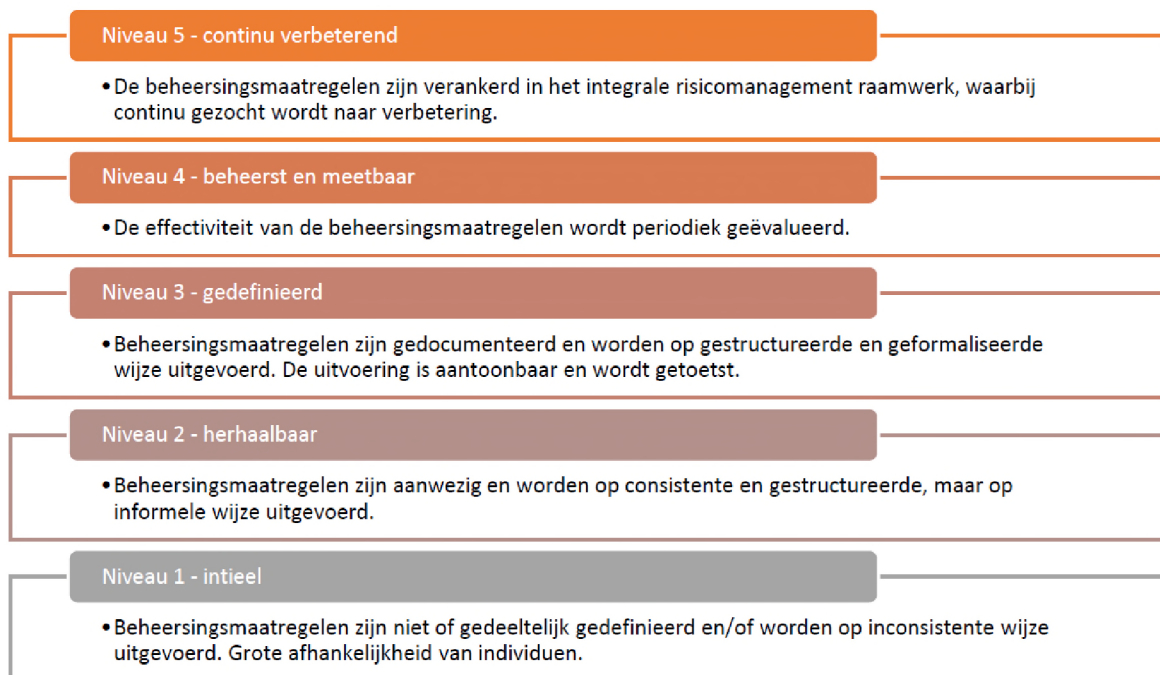 Niveau 5 - continu verbeterend
•De beheersingsmaatregelen zijn verankerd in het integrale risicomanagement raamwerk, waarbij
continu gezocht wordt naar verbetering.
Niveau 4 - beheerst en meetbaar
•De effectiviteit van de beheersingsmaatregelen wordt periodiek geëvalueerd.
Niveau 3 - gedefinieerd
•Beheersingsmaatregelen zijn gedocumenteerd en worden op gestructureerde en geformaliseerde
wijze uitgevoerd. De uitvoering is aantoonbaar en wordt getoetst.
Niveau 2 - herhaalbaar
•Beheersingsmaatregelen zijn aanwezig en worden op consistente en gestructureerde, maar op
informele wijze uitgevoerd.
Niveau 1 - intieel
•Beheersingsmaatregelen zijn niet of gedeeltelijk gedefinieerd en/of worden op inconsistente wijze
uitgevoerd. Grote afhankelijkheid van individuen.